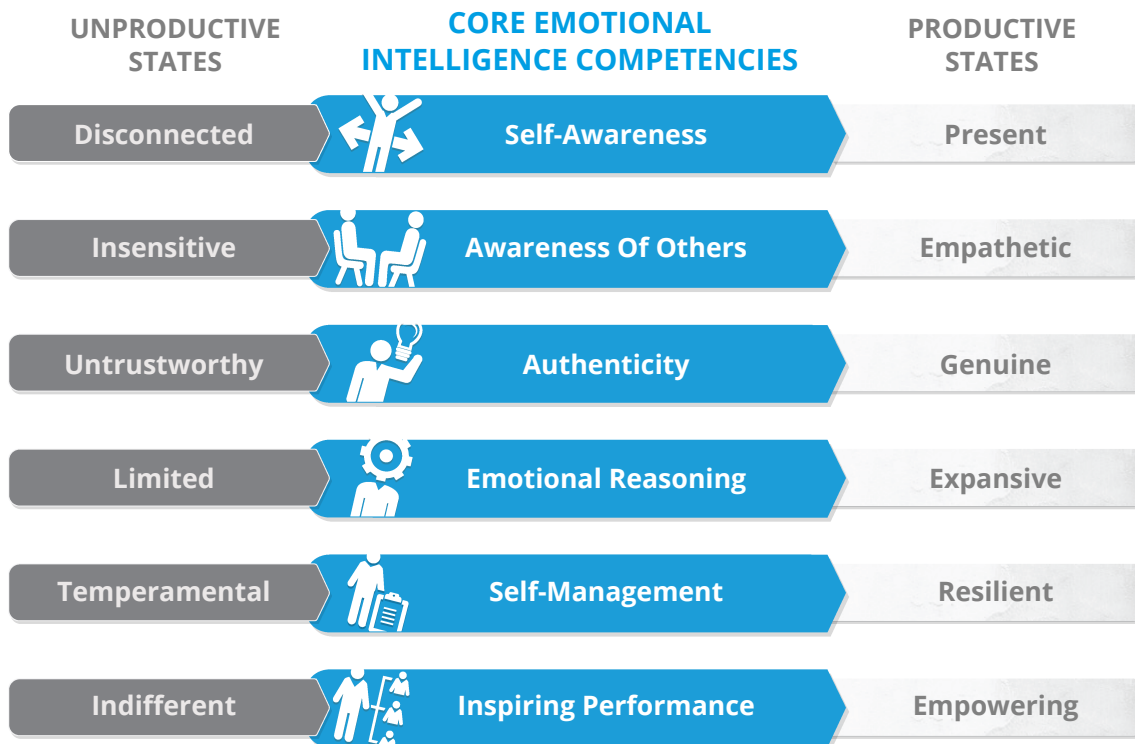 UNPRODUCTIVE
STATES
CORE EMOTIONAL
INTELLIGENCE COMPETENCIES
PRODUCTIVE
STATES
Disconnected
Self-Awareness
Present
Insensitive
Awareness Of Others
Empathetic
Untrustworthy
Authenticity
Genuine
Limited
Emotional Reasoning
Expansive
Temperamental
Self-Management
Resilient
Indifferent
Inspiring Performance
Empowering